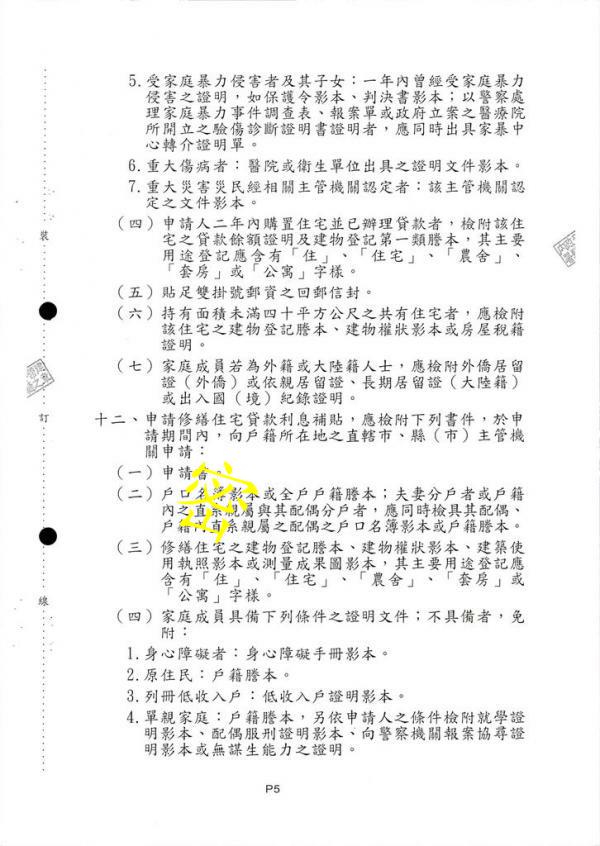 5.受家庭暴力侵害者及其子女：一年內曾經受家庭暴力
侵害之證明，如保護令影本、判決書影本；以警察處
理家庭暴力事件調查表、報案單或政府立案之醫療院
所開立之驗傷診斷證明書證明者，應同時出具家暴中
心轉介證明單。
6.重大傷病者：醫院或衛生單位出具之證明文件影本。
7.重大災害災民經相關主管機關認定者：該主管機關認
定之文件影本。
（四）申請人二年內購置住宅並已辦理貸款者，檢附該住
宅之貸款餘額證明及建物登記第一類謄本，其主要
用途登記應含有「住」、「住宅」、「農舍」、
「套房」或「公寓」字樣。
（五）貼足雙掛號郵資之回郵信封。
（六）持有面積未滿四十平方公尺之共有住宅者，應檢附
該住宅之建物登記謄本、建物權狀影本或房屋稅籍
證明。
（七）家庭成員若為外籍或大陸籍人士，應檢附外僑居留
證（外僑）或依親居留證、長期居留證（大陸籍）
或出入國（境）紀錄證明。
十二、申請修繕住宅貸款利息補貼，應檢附下列書件，於申
請期間內，向戶籍所在地之直轄市、縣（市）主管機
關申請：
（一）申請書。
密
（二）戶口名簿影本或全戶戶籍謄本；夫妻分戶者或戶籍
內之直系親屬與其配偶分戶者，應同時檢具其配偶、
戶籍內直系親屬之配偶之戶口名簿影本或戶籍謄本。
（三）修繕住宅之建物登記謄本、建物權狀影本、建築使
用執照影本或測量成果圖影本，其主要用途登記應
含有「住」、「住宅」、「農舍」、「套房」或
「公寓」字樣。
（四）家庭成員具備下列條件之證明文件；不具備者，免
附：
1.身心障礙者：身心障礙手冊影本。
2.原住民：戶籍謄本。
3.列冊低收入戶：低收入戶證明影本。
4.單親家庭：戶籍謄本，另依申請人之條件檢附就學證
明影本、配偶服刑證明影本、向警察機關報案協尋證
明影本或無謀生能力之證明。
裝
訂
線
P5